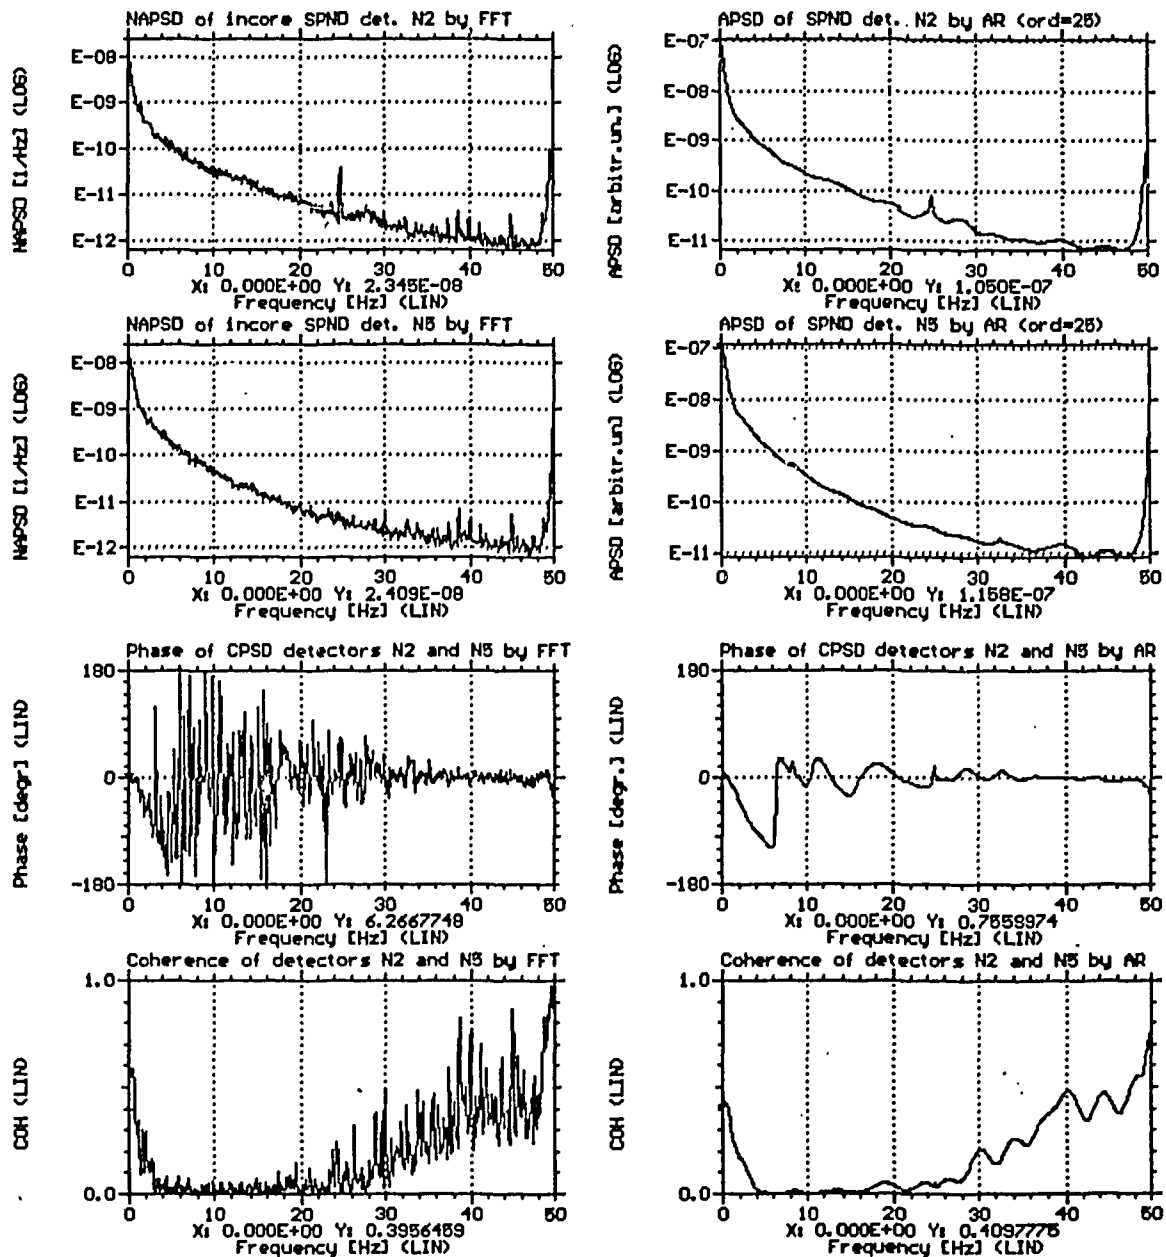 NAPSD of incore SPND det. N2 by FFT
NAPSD [1/Hz] (LOG)
E-08
E-09
E-10
E-11
E-12
0 10 20 30 40 50
X: 0.000E+00 Y: 2.345E-08
Frequency [Hz] (LIN)
APSD of SPND det. N2 by AR (ord=25)
APSD [arbitr.un.] (LOG)
E-07
E-08
E-09
E-10
E-11
0 10 20 30 40 50
X: 0.000E+00 Y: 1.050E-07
Frequency [Hz] (LIN)
NAPSD of incore SPND det. N5 by FFT
NAPSD [1/Hz] (LOG)
E-08
E-09
E-10
E-11
E-12
0 10 20 30 40 50
X: 0.000E+00 Y: 2.409E-08
Frequency [Hz] (LIN)
APSD of SPND det. N5 by AR (ord=25)
APSD [arbitr.un] (LOG)
E-07
E-08
E-09
E-10
E-11
0 10 20 30 40 50
X: 0.000E+00 Y: 1.158E-07
Frequency [Hz] (LIN)
Phase of CPSD detectors N2 and N5 by FFT
Phase [degr] (LIN)
180
0
-180
0 10 20 30 40 50
X: 0.000E+00 Y: 6.2667748
Frequency [Hz] (LIN)
Phase of CPSD detectors N2 and N5 by AR
Phase [degr.] (LIN)
180
0
-180
0 10 20 30 40 50
X: 0.000E+00 Y: 0.7558974
Frequency [Hz] (LIN)
Coherence of detectors N2 and N5 by FFT
COH (LIN)
1.0
0.0
0 10 20 30 40 50
X: 0.000E+00 Y: 0.3956459
Frequency [Hz] (LIN)
Coherence of detectors N2 and N5 by AR
COH (LIN)
1.0
0.0
0 10 20 30 40 50
X: 0.000E+00 Y: 0.4097775
Frequency [Hz] (LIN)